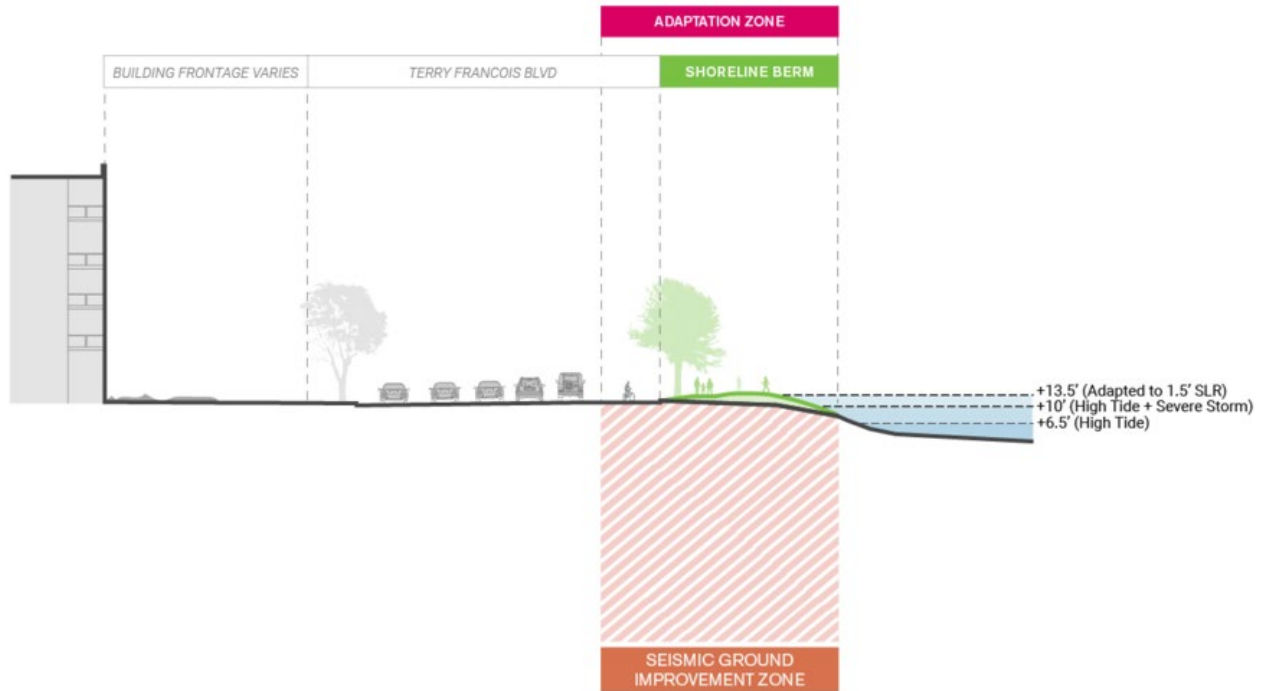 ADAPTATION ZONE
BUILDING FRONTAGE VARIES
TERRY FRANCOIS BLVD
SHORELINE BERM
+13.5' (Adapted to 1.5' SLR)
+10' (High Tide + Severe Storm)
+6.5' (High Tide)
SEISMIC GROUND
IMPROVEMENT ZONE